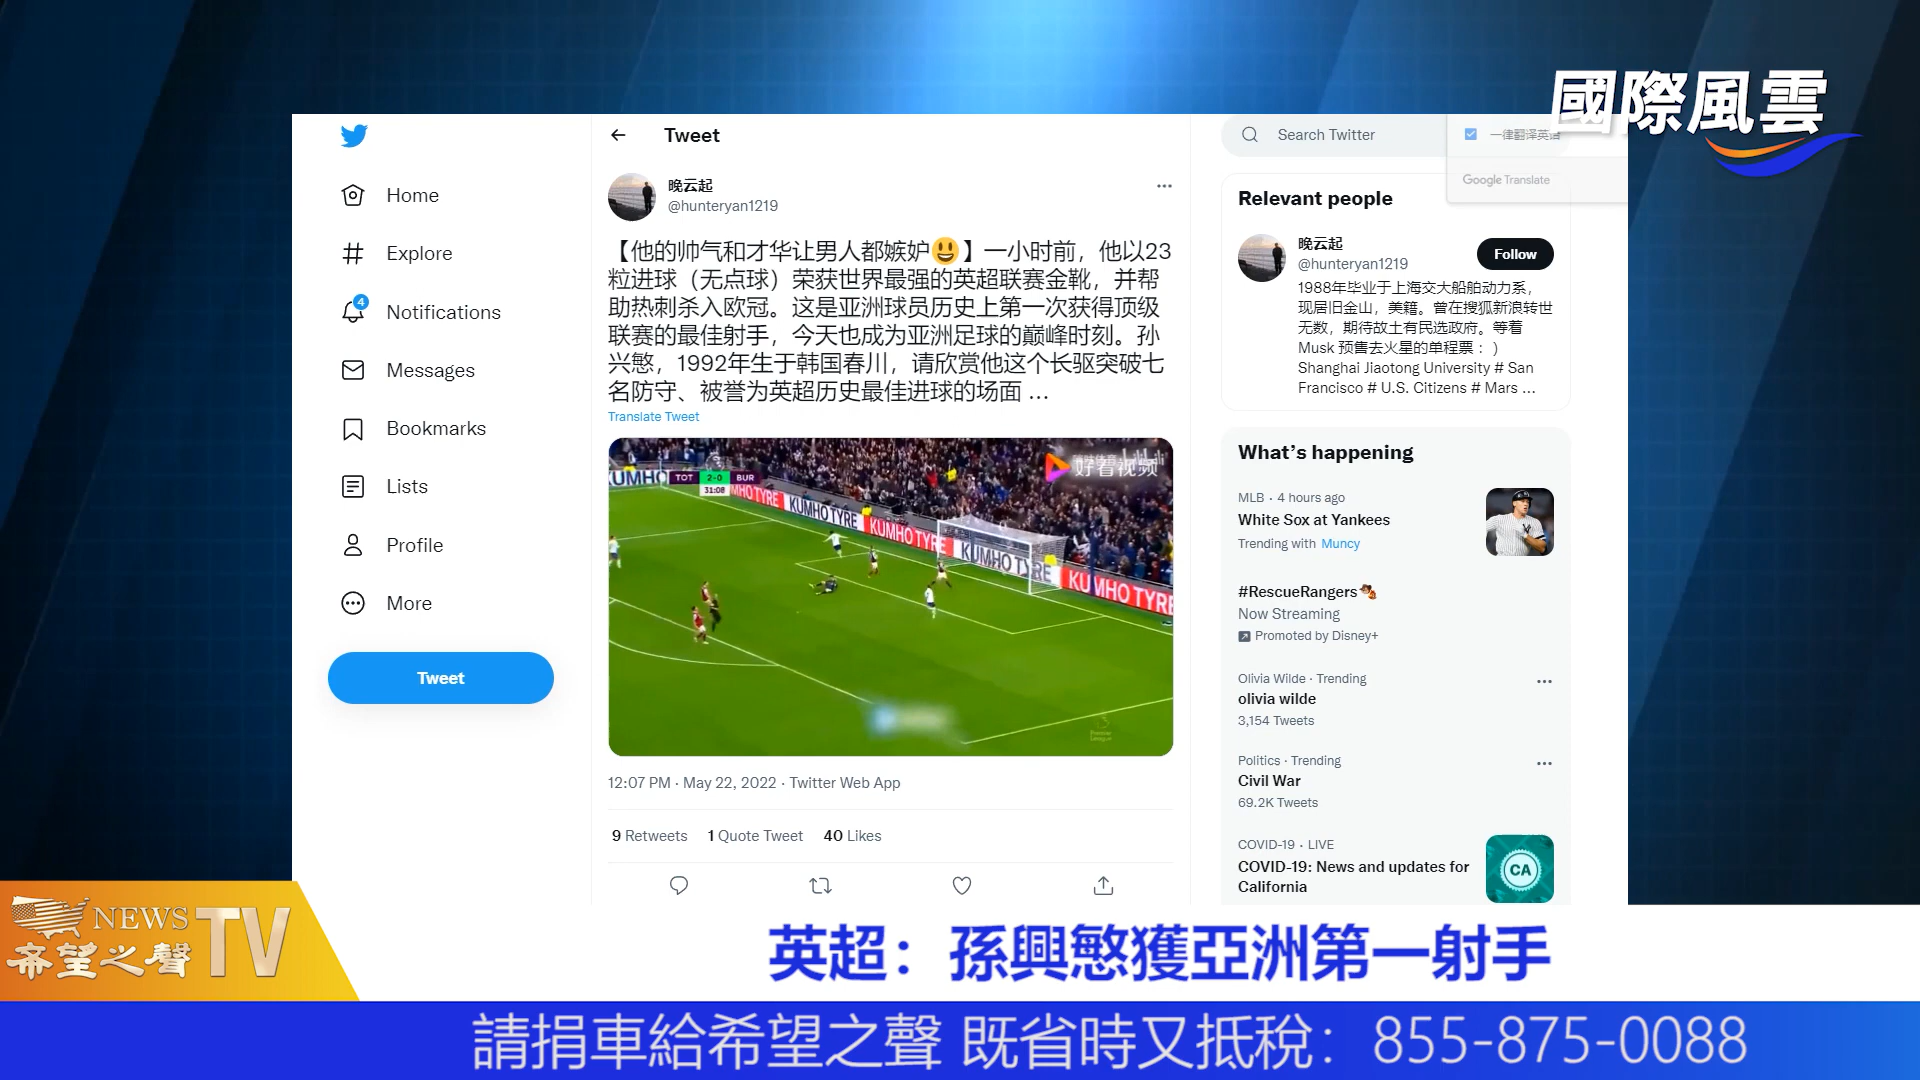 國際風雲
Home
Explore
4
Notifications
Messages
Bookmarks
Lists
Profile
More
Tweet
Tweet
晚云起
@hunteryan1219
【他的帅气和才华让男人都嫉妒😃】一小时前，他以23
粒进球（无点球）荣获世界最强的英超联赛金靴，并帮
助热刺杀入欧冠。这是亚洲球员历史上第一次获得顶级
联赛的最佳射手，今天也成为亚洲足球的巅峰时刻。孙
兴慜，1992年生于韩国春川，请欣赏他这个长驱突破七
名防守、被誉为英超历史最佳进球的场面 ...
Translate Tweet
TOT 2-0 BUR
31:08
好看视频
KUMHO TYRE
KUMHO TYRE
KUMHO TYRE
KUMHO TYRE
Premier League
12:07 PM · May 22, 2022 · Twitter Web App
9 Retweets 1 Quote Tweet 40 Likes
Search Twitter
一律翻译英语
Google Translate
Relevant people
晚云起
@hunteryan1219
Follow
1988年毕业于上海交大船舶动力系，
现居旧金山，美籍。曾在搜狐新浪转世
无数，期待故土有民选政府。等着
Musk 预售去火星的单程票：)
Shanghai Jiaotong University # San
Francisco # U.S. Citizens # Mars ...
What's happening
MLB · 4 hours ago
White Sox at Yankees
Trending with Muncy
#RescueRangers
Now Streaming
Promoted by Disney+
Olivia Wilde · Trending
olivia wilde
3,154 Tweets
Politics · Trending
Civil War
69.2K Tweets
COVID-19 · LIVE
COVID-19: News and updates for
California
CA
NEWS
希望之聲 TV
英超：孫興慜獲亞洲第一射手
請捐車給希望之聲 既省時又抵稅：855-875-0088